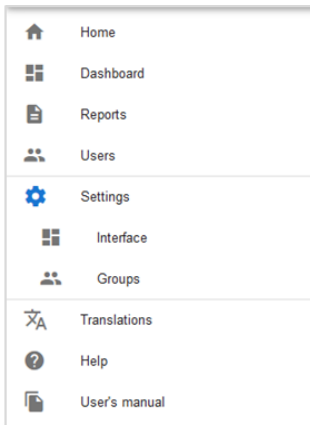 Home
Dashboard
Reports
Users
Settings
Interface
Groups
Translations
Help
User's manual